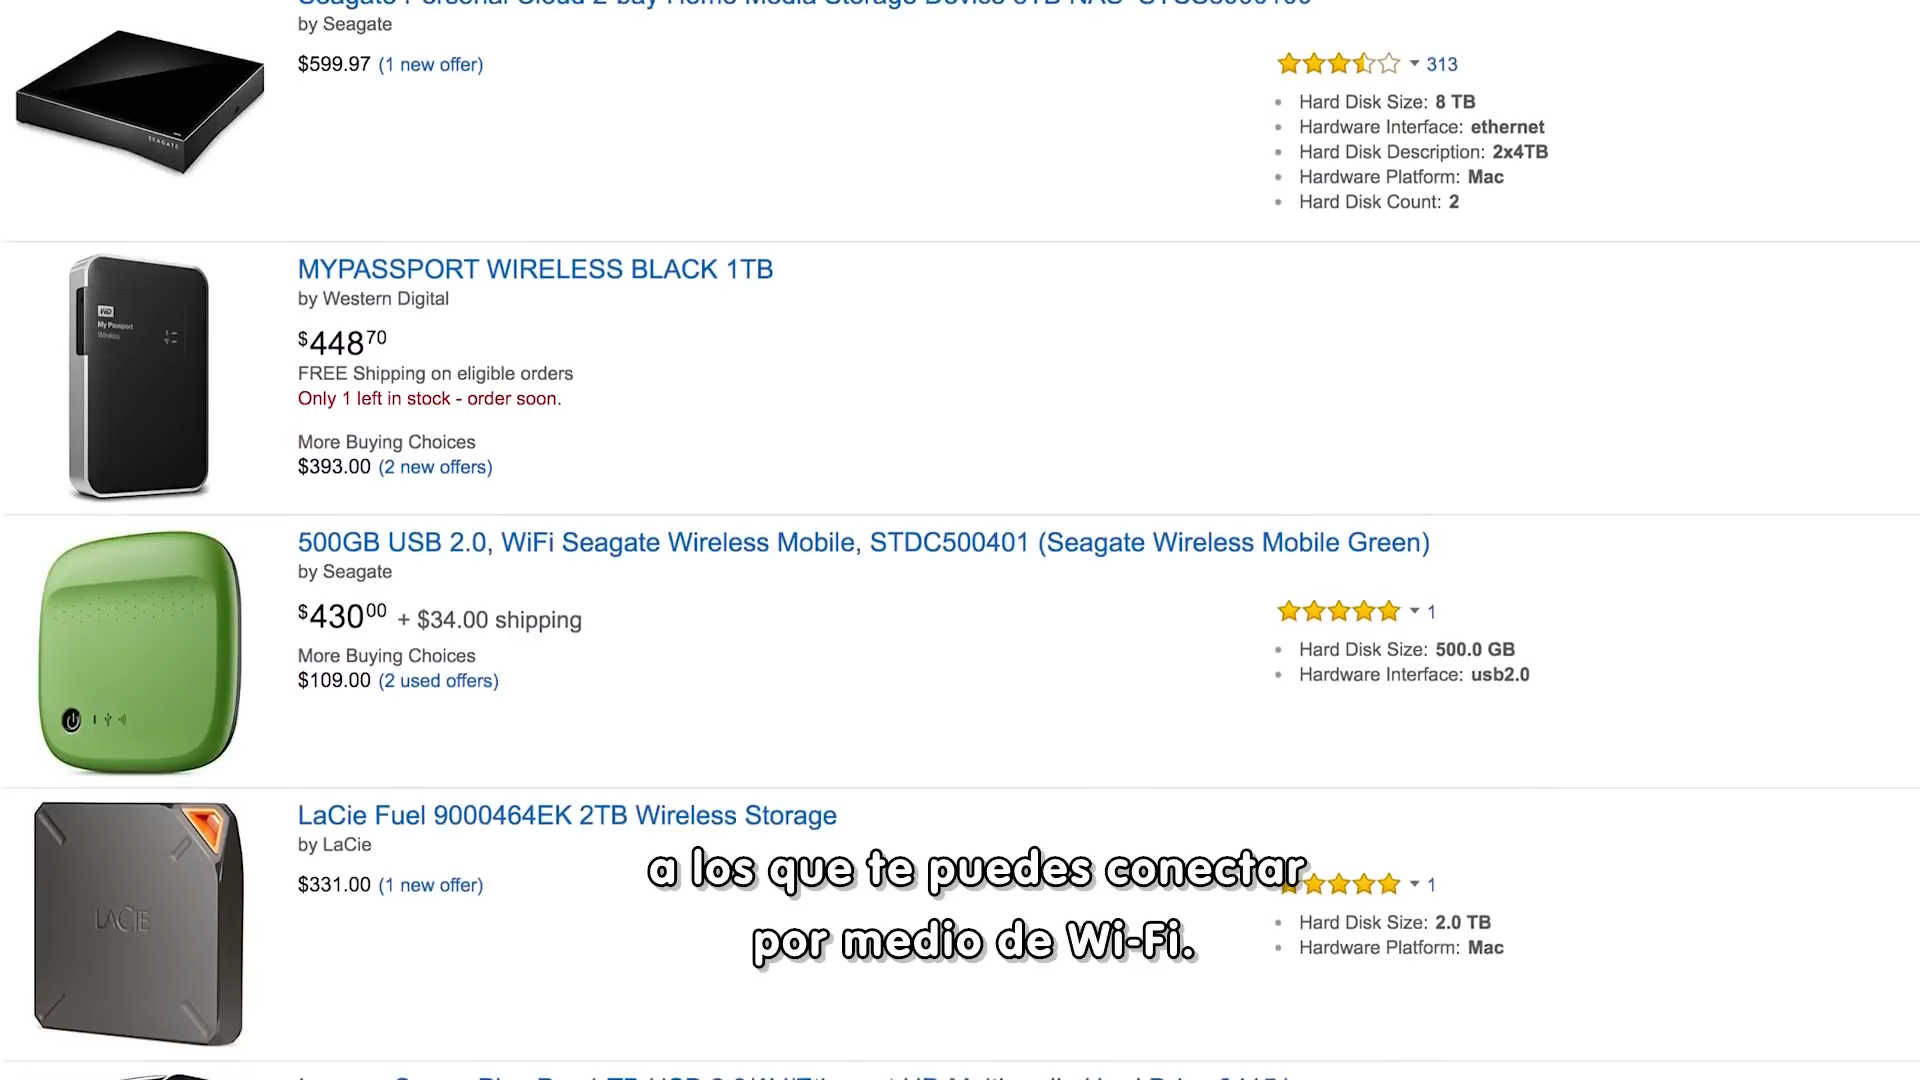 by Seagate
$599.97 (1 new offer)
313
Hard Disk Size: 8 TB
Hardware Interface: ethernet
Hard Disk Description: 2x4TB
Hardware Platform: Mac
Hard Disk Count: 2
SEAGATE
MYPASSPORT WIRELESS BLACK 1TB
by Western Digital
$448 70
FREE Shipping on eligible orders
Only 1 left in stock - order soon.
More Buying Choices
$393.00 (2 new offers)
WD
My Passport
Wireless
500GB USB 2.0, WiFi Seagate Wireless Mobile, STDC500401 (Seagate Wireless Mobile Green)
by Seagate
$430 00 + $34.00 shipping
More Buying Choices
$109.00 (2 used offers)
1
Hard Disk Size: 500.0 GB
Hardware Interface: usb2.0
LaCie Fuel 9000464EK 2TB Wireless Storage
by LaCie
$331.00 (1 new offer)
1
Hard Disk Size: 2.0 TB
Hardware Platform: Mac
LACIE
a los que te puedes conectar
por medio de Wi-Fi.